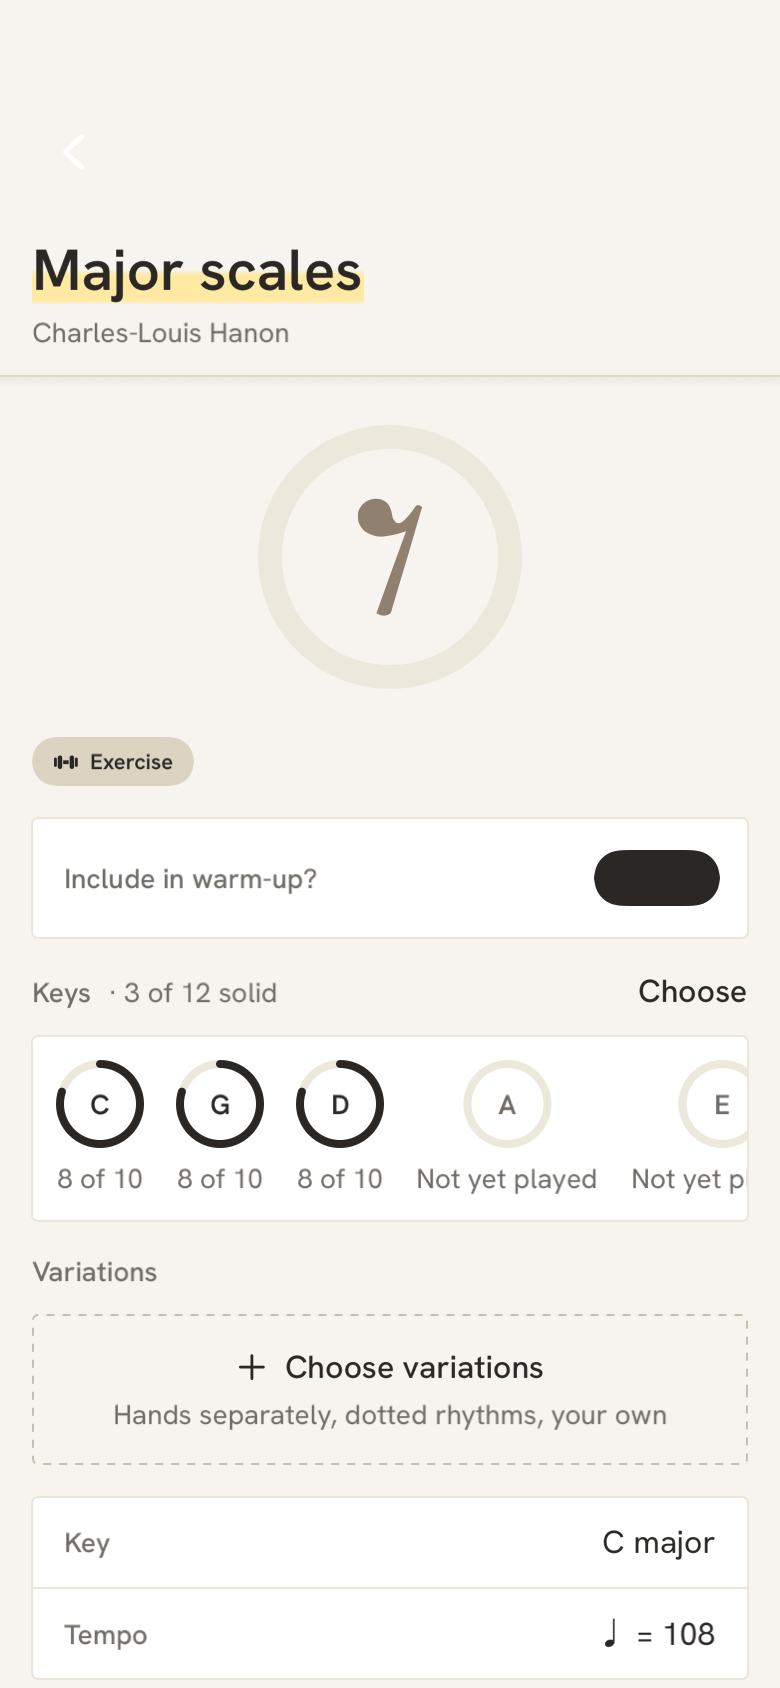 Major scales
Charles-Louis Hanon
Exercise
Include in warm-up?
Keys · 3 of 12 solid
Choose
C G D A E
8 of 10 8 of 10 8 of 10 Not yet played Not yet
Variations
+ Choose variations
Hands separately, dotted rhythms, your own
Key C major
Tempo ♩ = 108